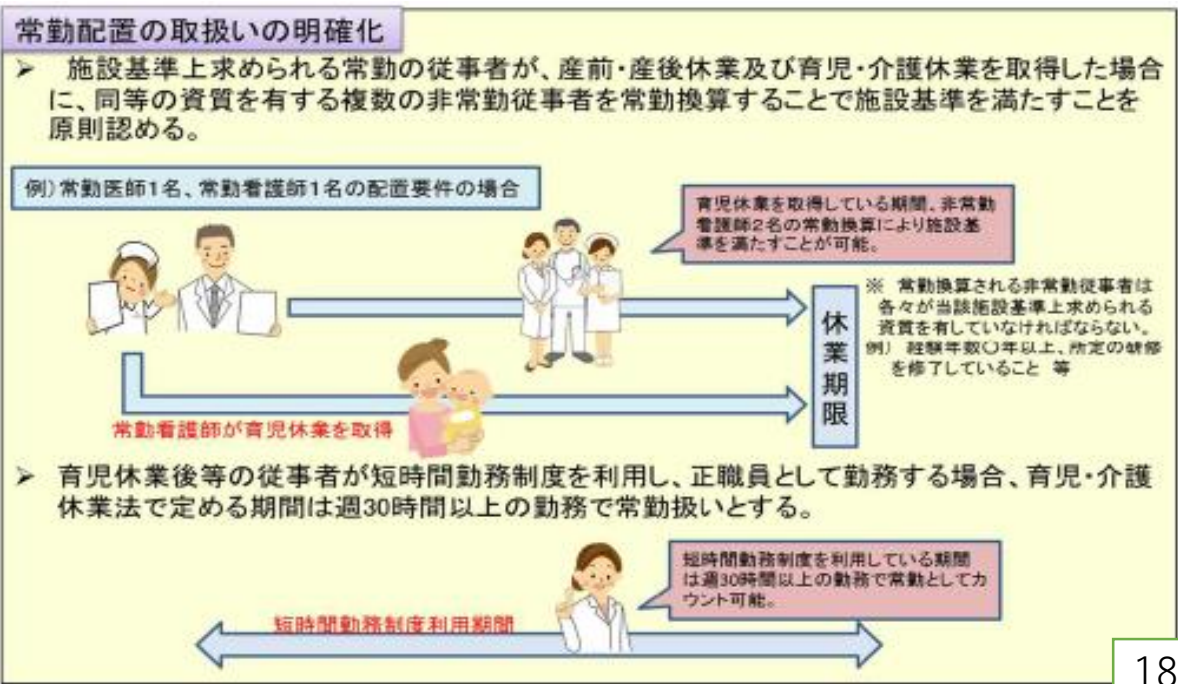 常勤配置の取扱いの明確化
➢ 施設基準上求められる常勤の従事者が、産前・産後休業及び育児・介護休業を取得した場合
に、同等の資質を有する複数の非常勤従事者を常勤換算することで施設基準を満たすことを
原則認める。
例)常勤医師1名、常勤看護師1名の配置要件の場合
育児休業を取得している期間、非常勤
看護師2名の常勤換算により施設基
準を満たすことが可能。
※ 常勤換算される非常勤従事者は
各々が当該施設基準上求められる
資質を有していなければならない。
例) 経験年数〇年以上、所定の研修
を修了していること 等
休業期限
常勤看護師が育児休業を取得
➢ 育児休業後等の従事者が短時間勤務制度を利用し、正職員として勤務する場合、育児・介護
休業法で定める期間は週30時間以上の勤務で常勤扱いとする。
短時間勤務制度を利用している期間
は週30時間以上の勤務で常勤としてカ
ウント可能。
短時間勤務制度利用期間
18